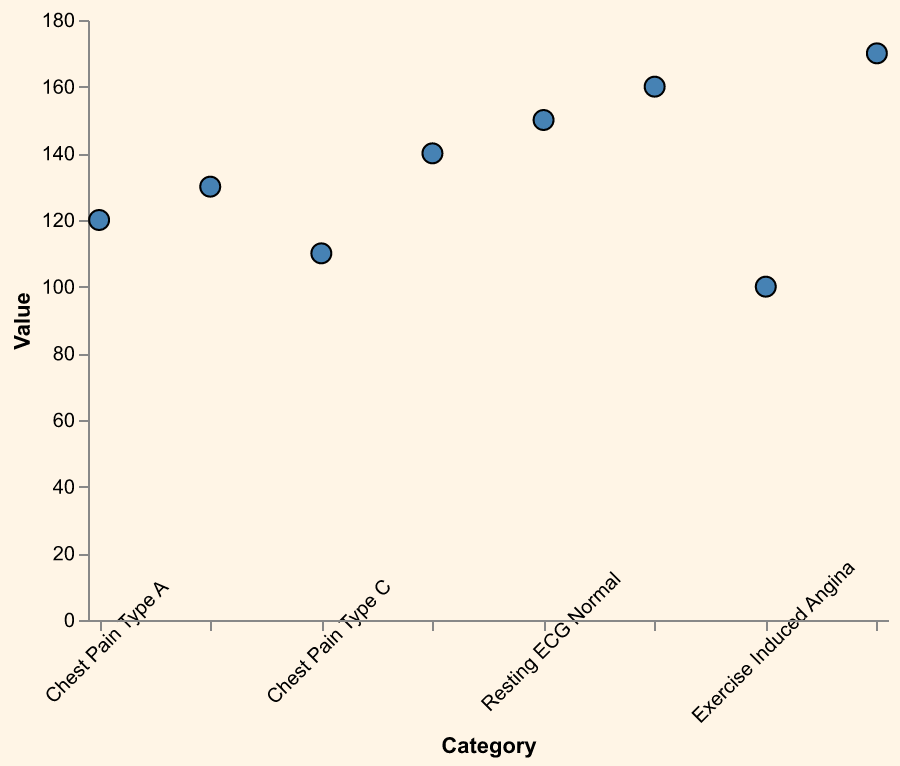 180
160
140
120
100
80
60
40
20
0
Value
Chest Pain Type A
Chest Pain Type C
Resting ECG Normal
Exercise Induced Angina
Category